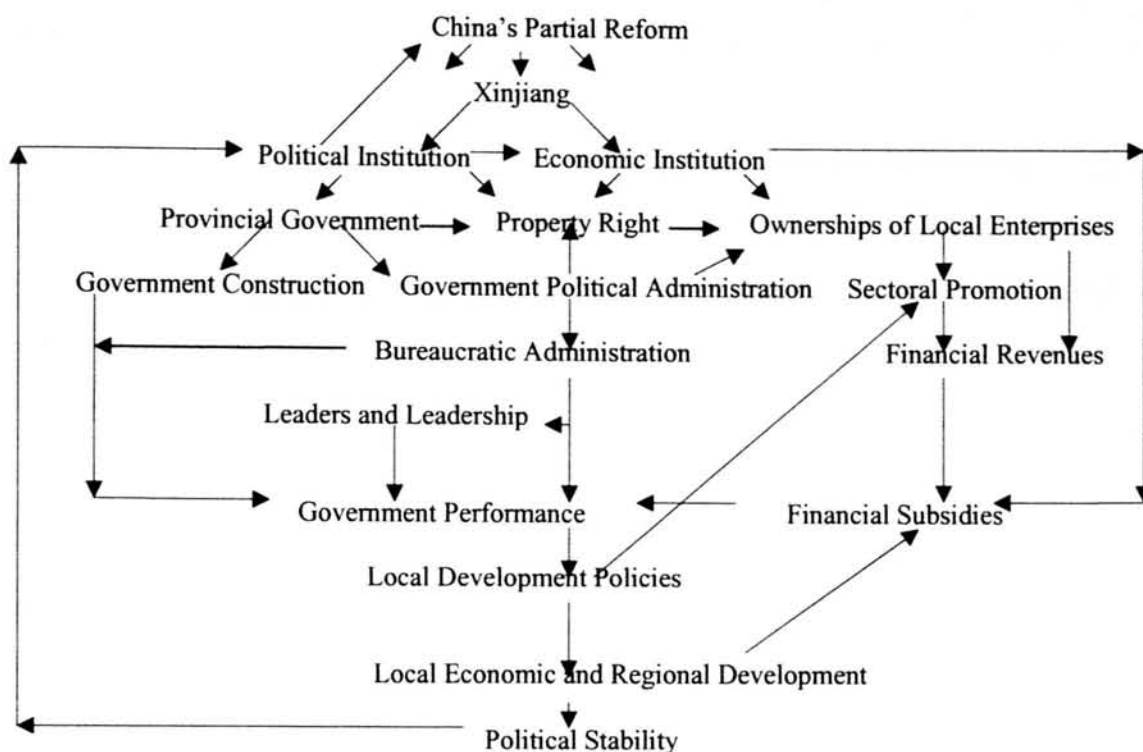 China's Partial Reform
Xinjiang
Political Institution
Economic Institution
Provincial Government
Property Right
Ownerships of Local Enterprises
Government Construction
Government Political Administration
Sectoral Promotion
Bureaucratic Administration
Financial Revenues
Leaders and Leadership
Government Performance
Financial Subsidies
Local Development Policies
Local Economic and Regional Development
Political Stability